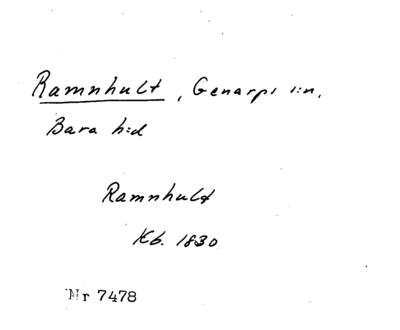 Ramnhult, Genarps s:n,
Bara h:d
Ramnhult
Kb. 1830
Nr 7478